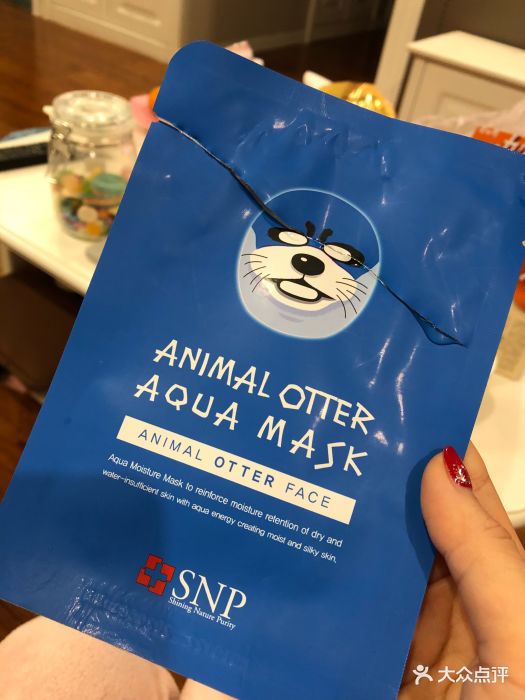 ANIMAL OTTER
AQUA MASK
ANIMAL OTTER FACE
Aqua Moisture Mask to reinforce moisture retention of dry and
water-insufficient skin with aqua energy creating moist and silky skin.
SNP
Shining Nature Purity
大众点评